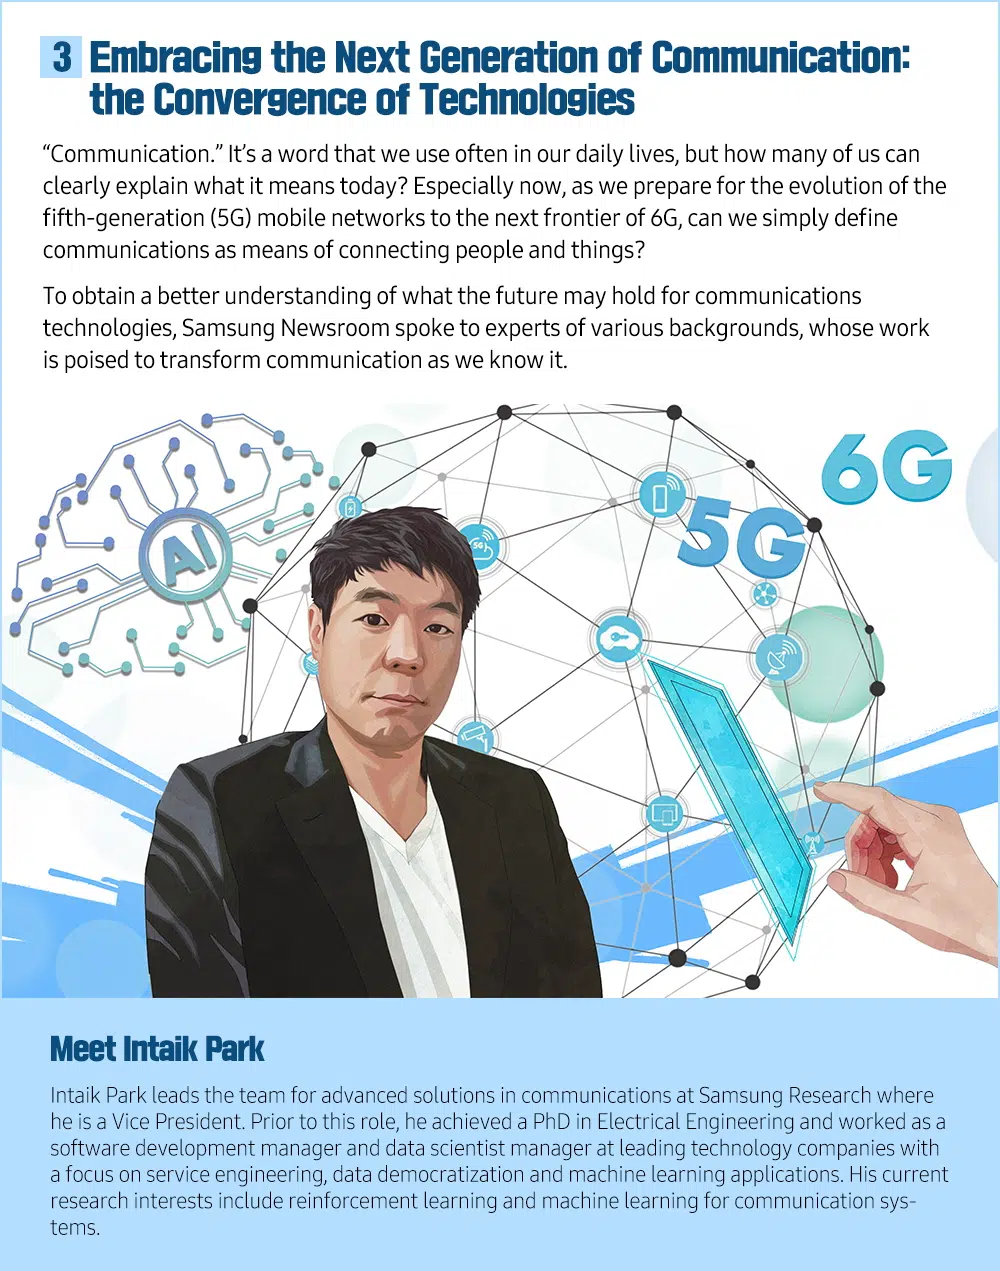 3 Embracing the Next Generation of Communication:
the Convergence of Technologies
“Communication.” It’s a word that we use often in our daily lives, but how many of us can
clearly explain what it means today? Especially now, as we prepare for the evolution of the
fifth-generation (5G) mobile networks to the next frontier of 6G, can we simply define
communications as means of connecting people and things?
To obtain a better understanding of what the future may hold for communications
technologies, Samsung Newsroom spoke to experts of various backgrounds, whose work
is poised to transform communication as we know it.
6G
5G
5G
AI
Meet Intaik Park
Intaik Park leads the team for advanced solutions in communications at Samsung Research where
he is a Vice President. Prior to this role, he achieved a PhD in Electrical Engineering and worked as a
software development manager and data scientist manager at leading technology companies with
a focus on service engineering, data democratization and machine learning applications. His current
research interests include reinforcement learning and machine learning for communication sys-
tems.